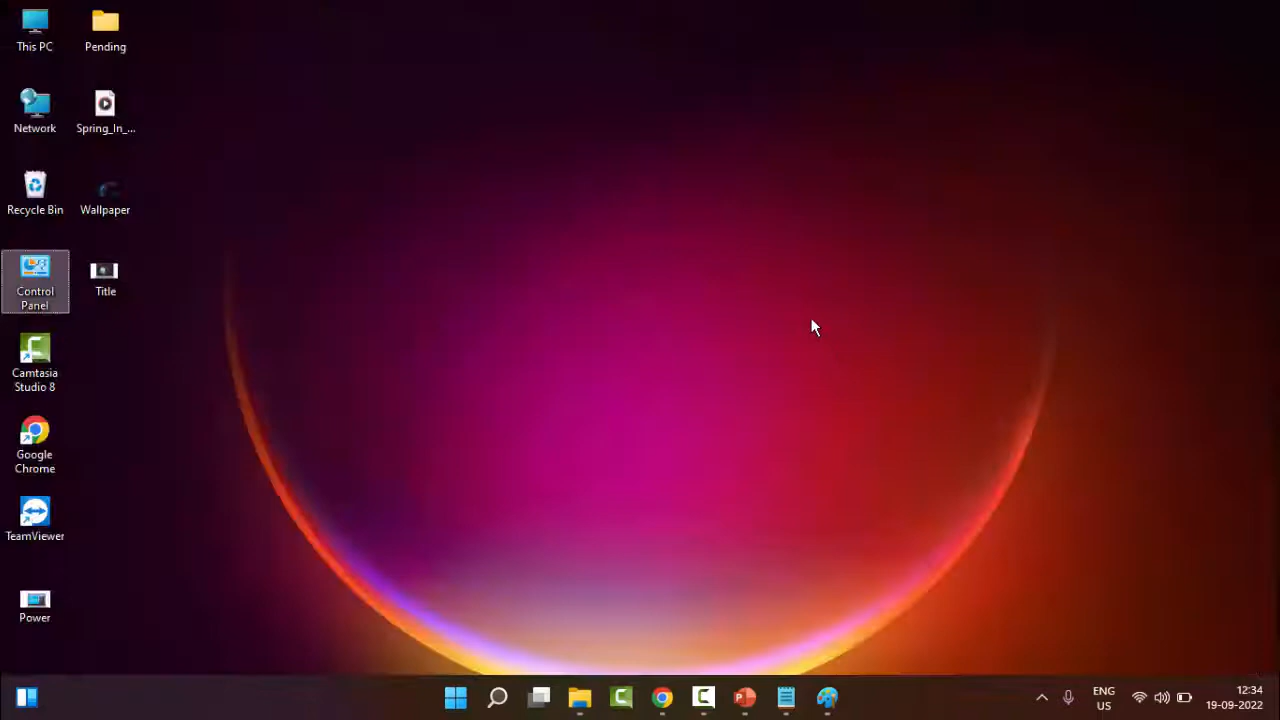 This PC
Pending
Network
Spring_In_...
Recycle Bin
Wallpaper
Control
Panel
Title
Camtasia
Studio 8
Google
Chrome
TeamViewer
Power
ENG
US
12:34
19-09-2022